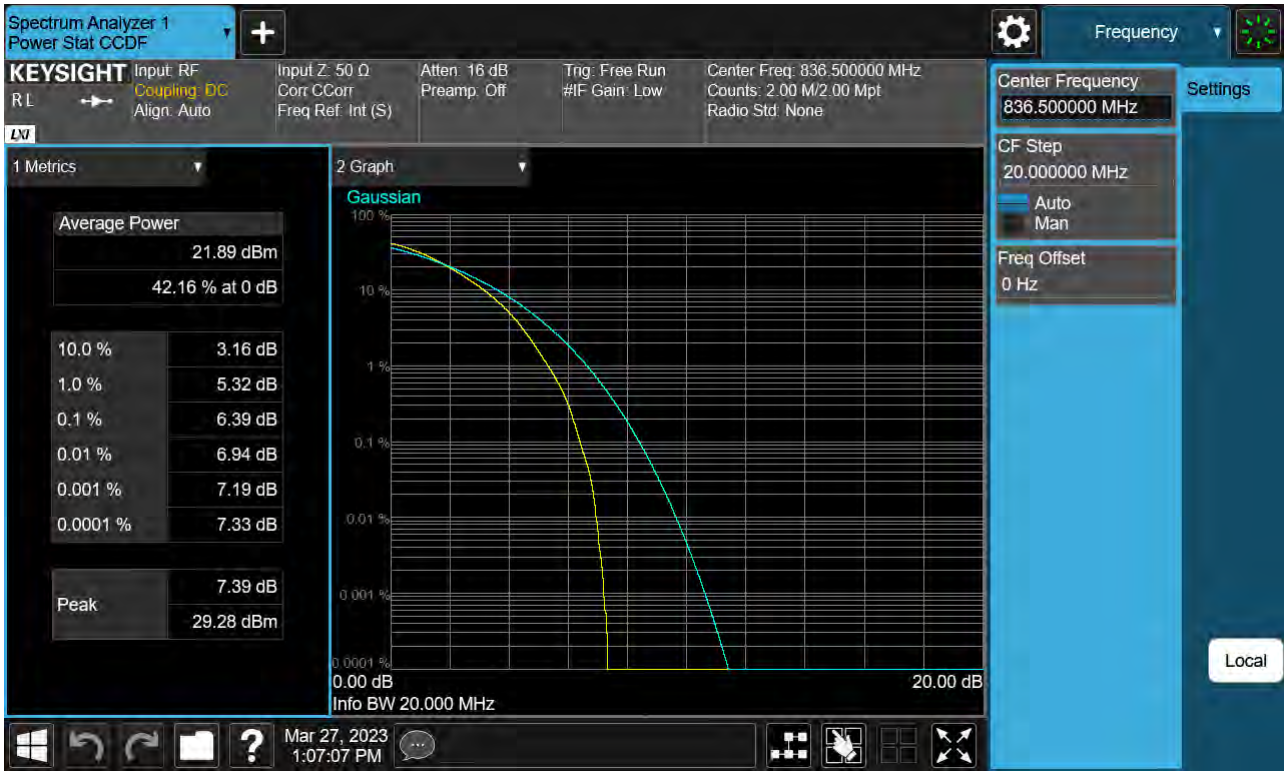 Spectrum Analyzer 1
Power Stat CCDF
+
Frequency
KEYSIGHT
R L
LXI
Input: RF
Coupling: DC
Align: Auto
Input Z: 50 Ω
Corr CCorr
Freq Ref: Int (S)
Atten: 16 dB
Preamp: Off
Trig: Free Run
#IF Gain: Low
Center Freq: 836.500000 MHz
Counts: 2.00 M/2.00 Mpt
Radio Std: None
1 Metrics
Average Power
21.89 dBm
42.16 % at 0 dB
10.0 % 3.16 dB
1.0 % 5.32 dB
0.1 % 6.39 dB
0.01 % 6.94 dB
0.001 % 7.19 dB
0.0001 % 7.33 dB
Peak
7.39 dB
29.28 dBm
2 Graph
Gaussian
100 %
10 %
1 %
0.1 %
0.01 %
0.001 %
0.0001 %
0.00 dB 20.00 dB
Info BW 20.000 MHz
Center Frequency
836.500000 MHz
CF Step
20.000000 MHz
Auto
Man
Freq Offset
0 Hz
Settings
Local
?
Mar 27, 2023
1:07:07 PM